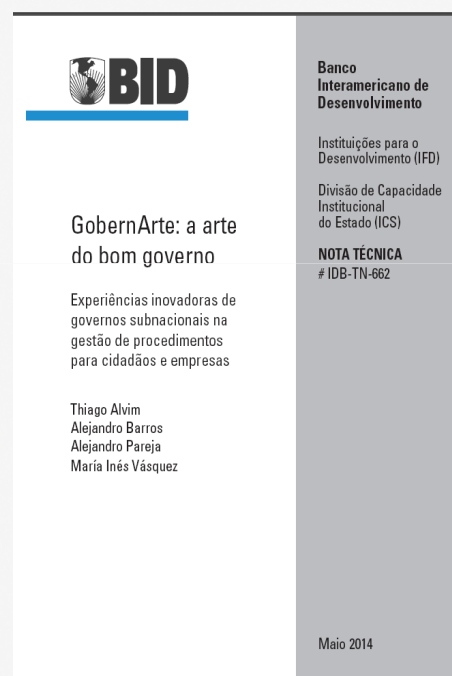 BID
GobernArte: a arte
do bom governo
Experiências inovadoras de
governos subnacionais na
gestão de procedimentos
para cidadãos e empresas
Thiago Alvim
Alejandro Barros
Alejandro Pareja
María Inés Vásquez
Banco
Interamericano de
Desenvolvimento
Instituições para o
Desenvolvimento (IFD)
Divisão de Capacidade
Institucional
do Estado (ICS)
NOTA TÉCNICA
# IDB-TN-662
Maio 2014